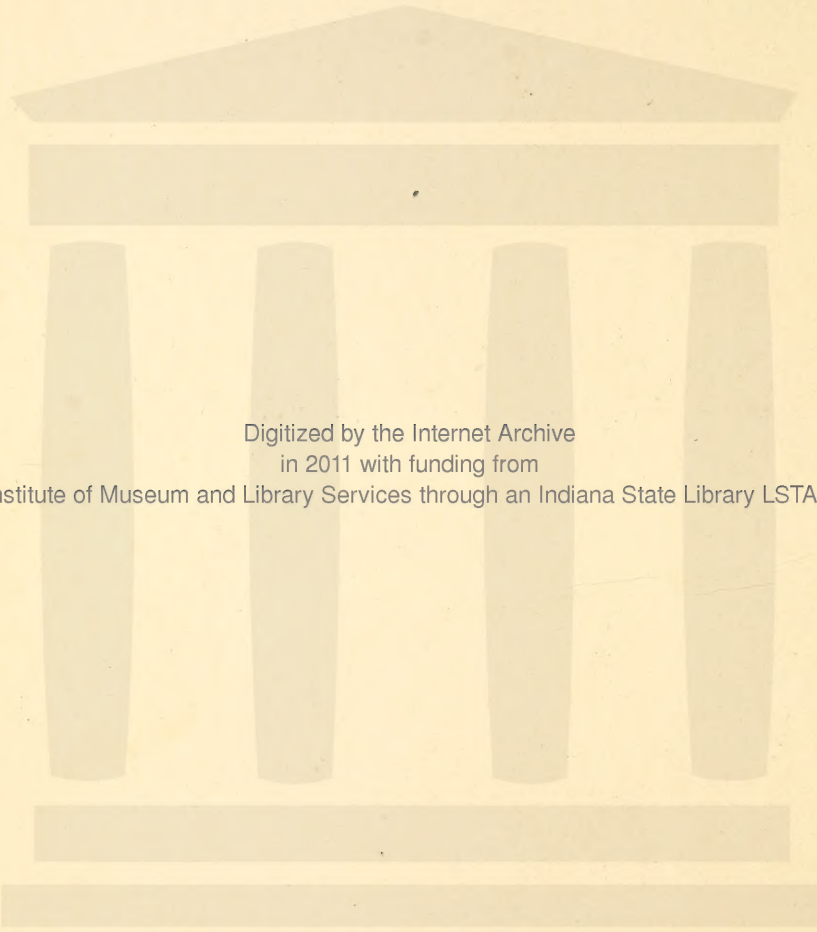 Digitized by the Internet Archive
in 2011 with funding from
nstitute of Museum and Library Services through an Indiana State Library LSTA